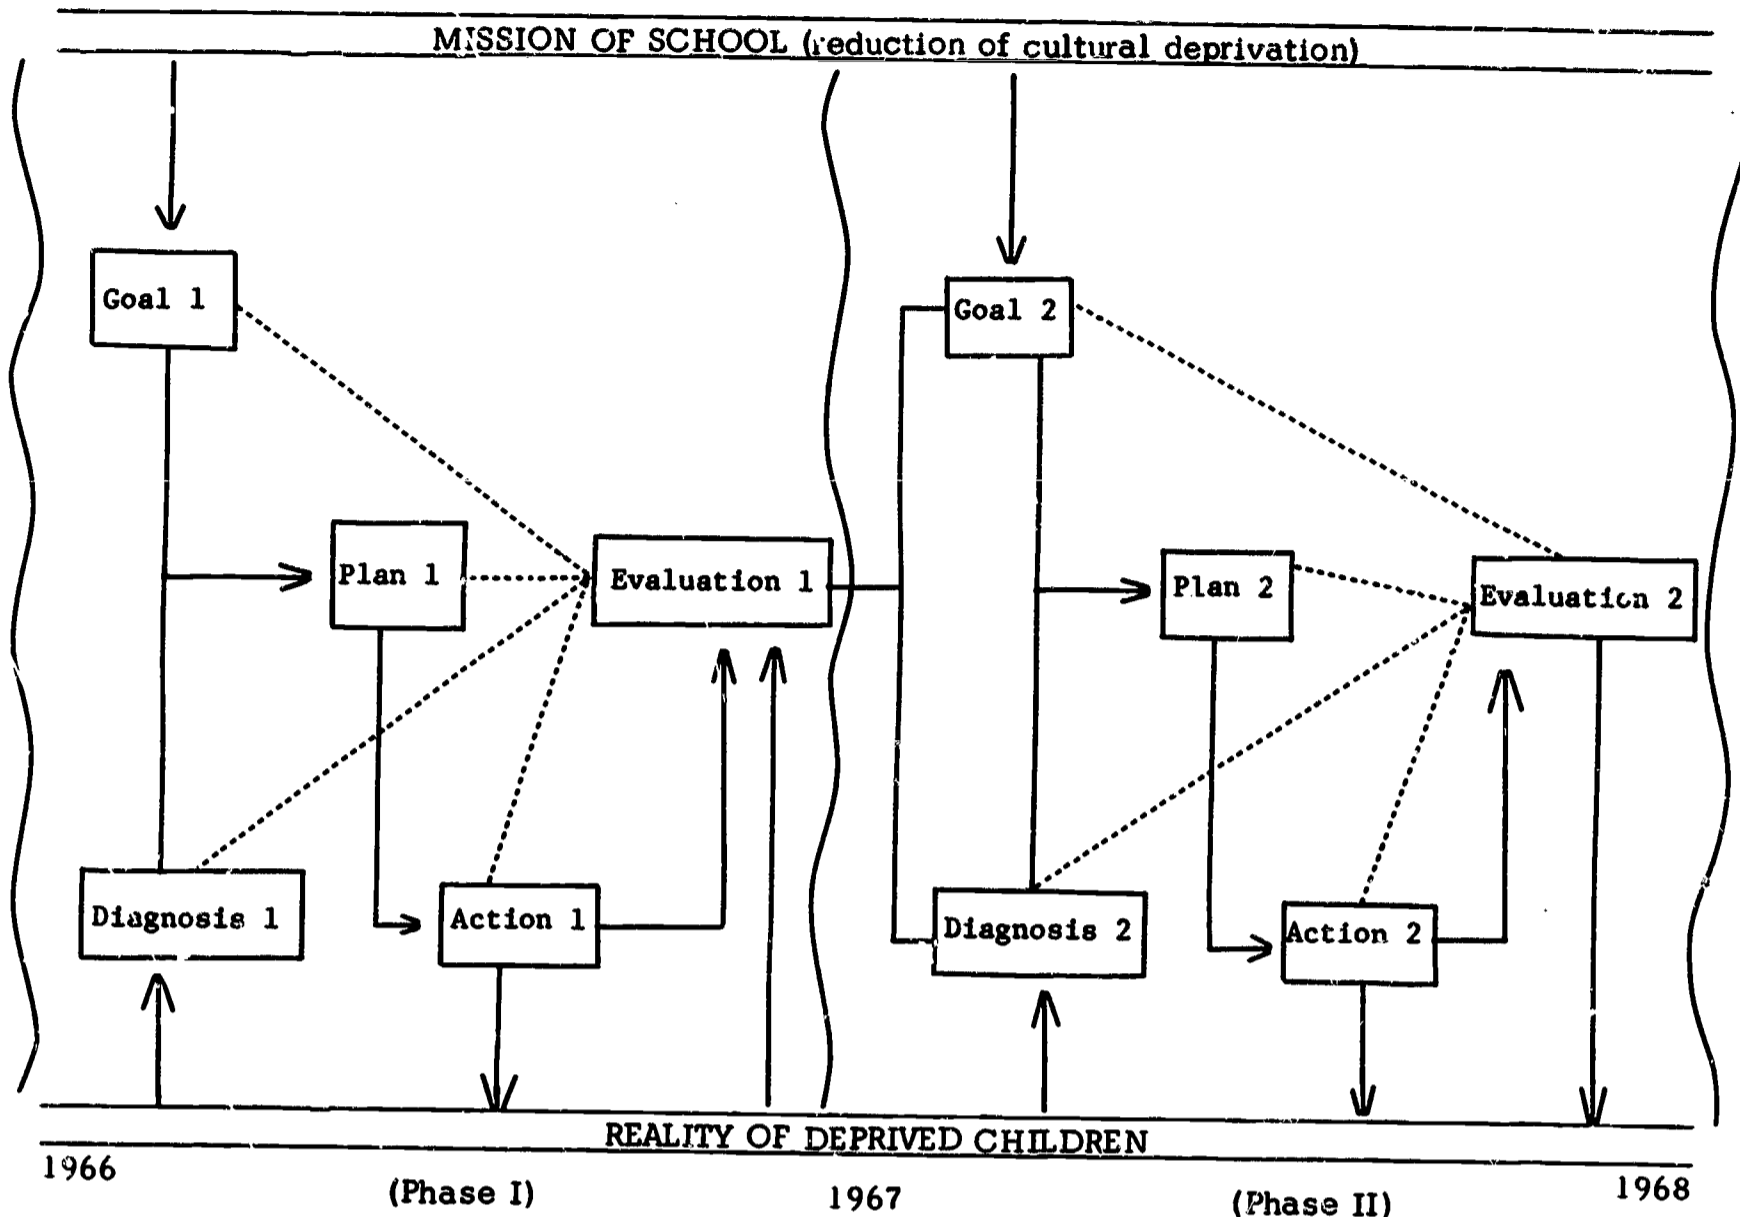 MISSION OF SCHOOL (reduction of cultural deprivation)
Goal 1
Goal 2
Plan 1
Evaluation 1
Plan 2
Evaluation 2
Diagnosis 1
Action 1
Diagnosis 2
Action 2
REALITY OF DEPRIVED CHILDREN
1966
(Phase I)
1967
(Phase II)
1968